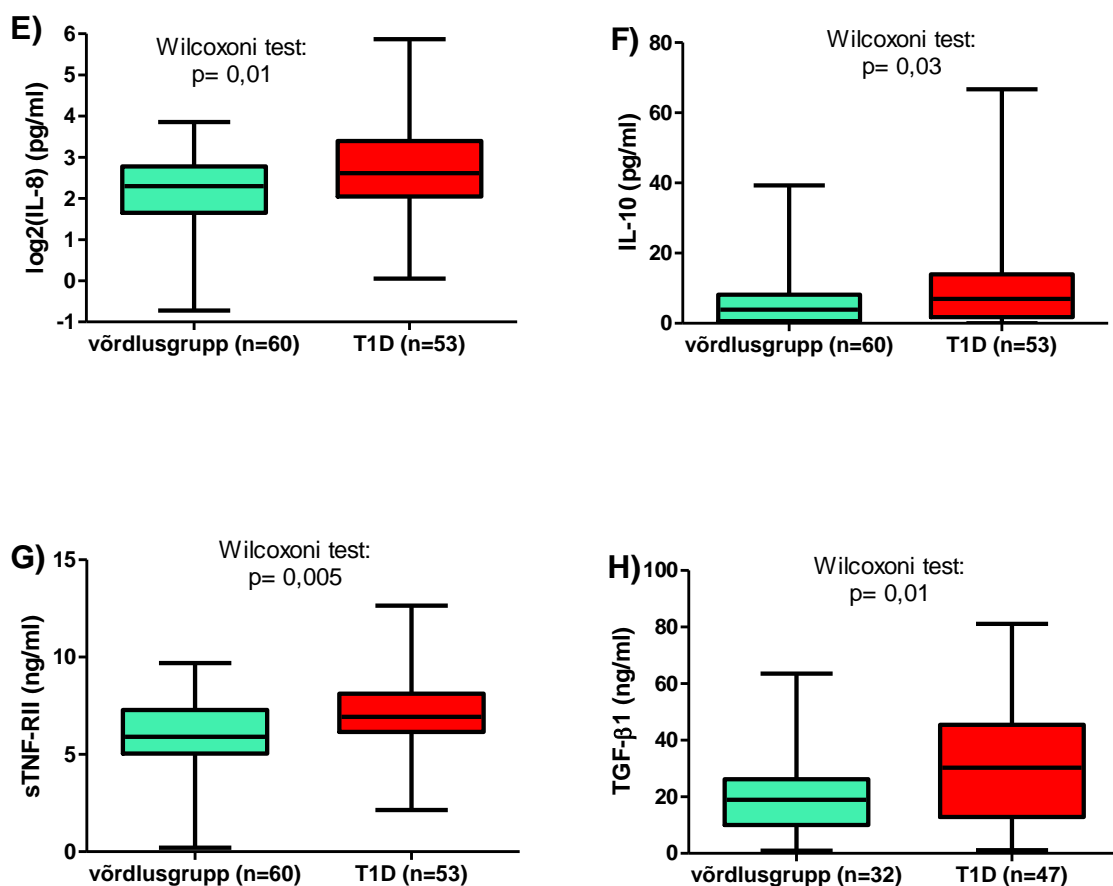 E)
Wilcoxoni test:
p= 0,01
log2(IL-8) (pg/ml)
6
5
4
3
2
1
0
-1
võrdlusgrupp (n=60)
T1D (n=53)
F)
Wilcoxoni test:
p= 0,03
IL-10 (pg/ml)
80
60
40
20
0
võrdlusgrupp (n=60)
T1D (n=53)
G)
Wilcoxoni test:
p= 0,005
sTNF-RII (ng/ml)
15
10
5
0
võrdlusgrupp (n=60)
T1D (n=53)
H)
Wilcoxoni test:
p= 0,01
TGF-β1 (ng/ml)
100
80
60
40
20
0
võrdlusgrupp (n=32)
T1D (n=47)